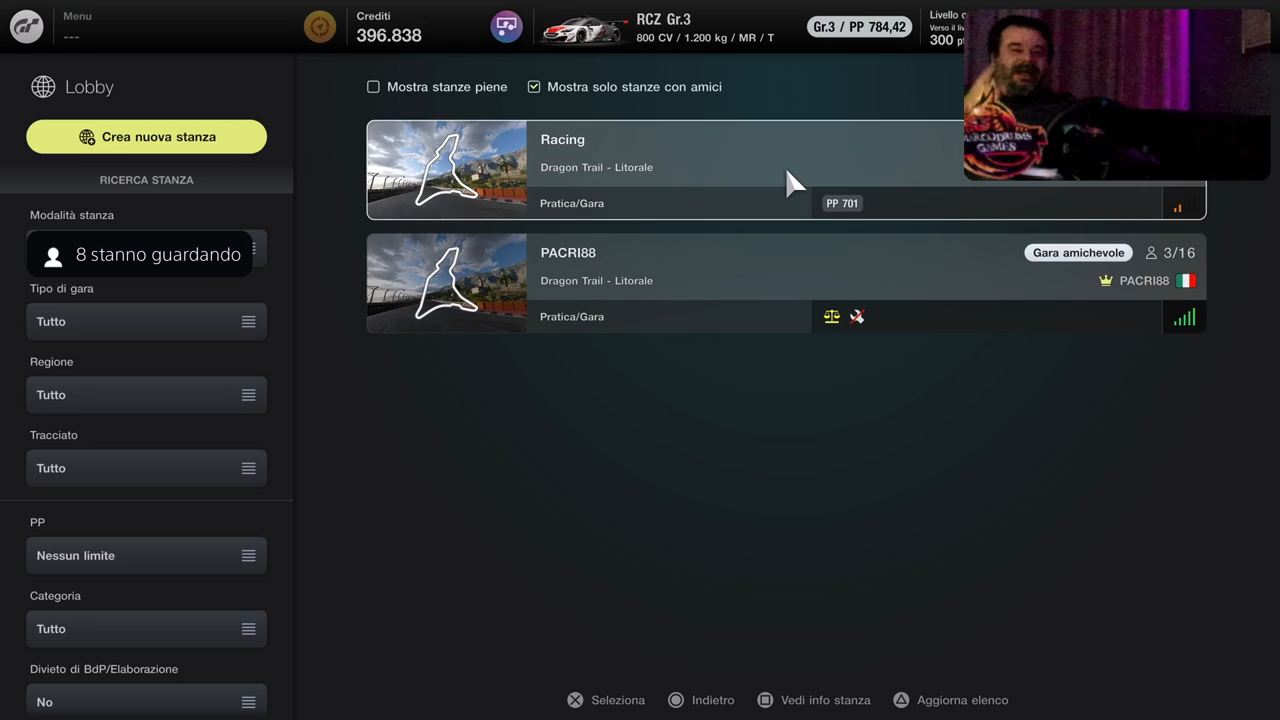 Menu
---
Crediti
396.838
RCZ Gr.3
800 CV / 1.200 kg / MR / T
Gr.3 / PP 784,42
Livello
Verso il
300
Lobby
Crea nuova stanza
RICERCA STANZA
Modalità stanza
8 stanno guardando
Tipo di gara
Tutto
Regione
Tutto
Tracciato
Tutto
PP
Nessun limite
Categoria
Tutto
Divieto di BdP/Elaborazione
No
Mostra stanze piene
Mostra solo stanze con amici
Racing
Dragon Trail - Litorale
Pratica/Gara
PP 701
PACRI88
Gara amichevole
3/16
Dragon Trail - Litorale
PACRI88
Pratica/Gara
GAMES
Seleziona
Indietro
Vedi info stanza
Aggiorna elenco